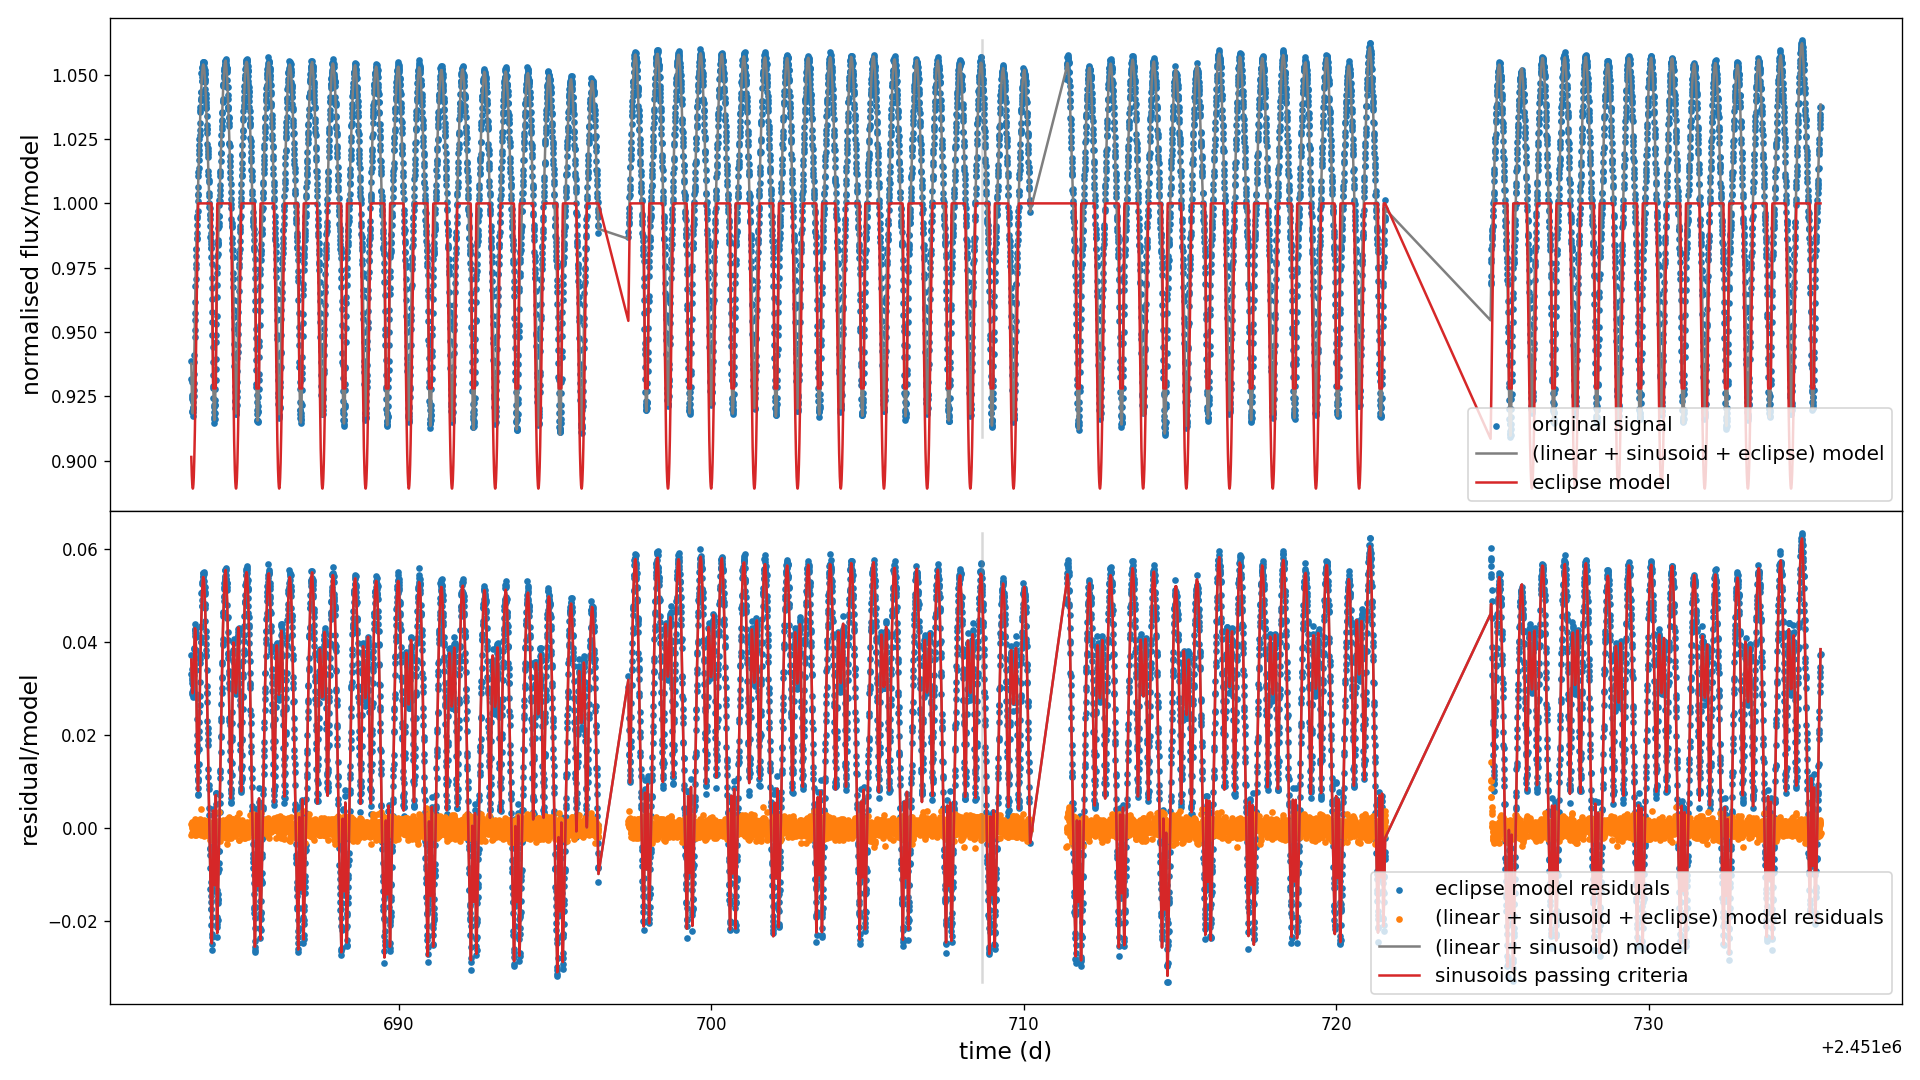 normalised flux/model
1.050
1.025
1.000
0.975
0.950
0.925
0.900
original signal
(linear + sinusoid + eclipse) model
eclipse model
residual/model
0.06
0.04
0.02
0.00
−0.02
eclipse model residuals
(linear + sinusoid + eclipse) model residuals
(linear + sinusoid) model
sinusoids passing criteria
690
700
710
720
730
time (d)
+2.451e6